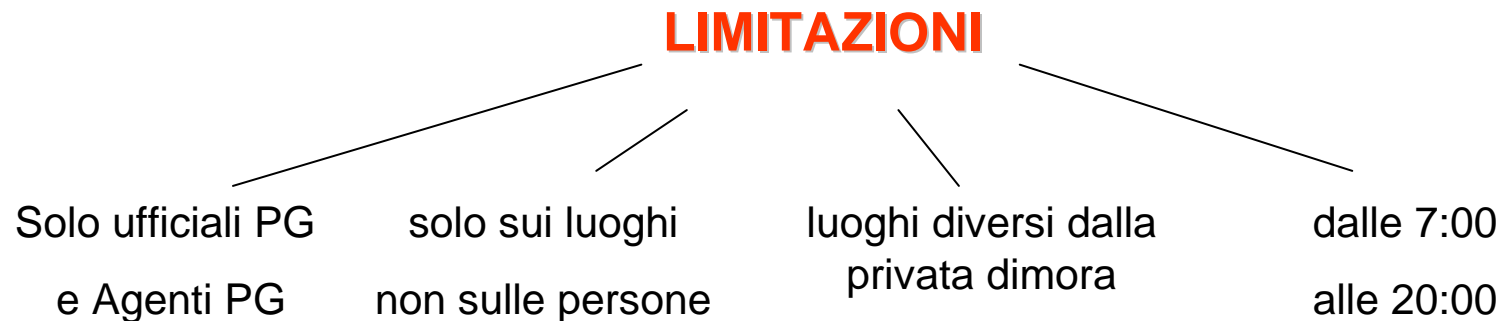 LIMITAZIONI
Solo ufficiali PG
e Agenti PG
solo sui luoghi
non sulle persone
luoghi diversi dalla
privata dimora
dalle 7:00
alle 20:00